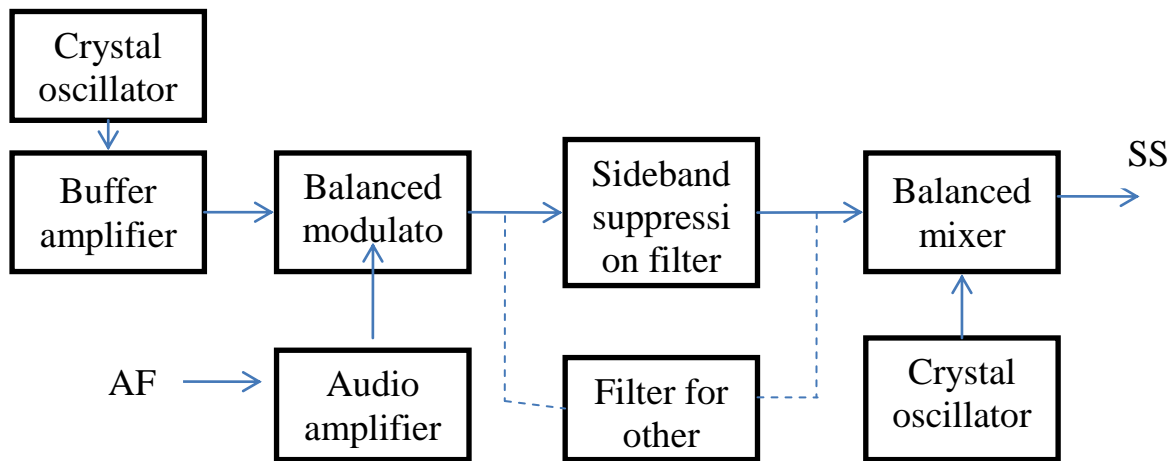 Crystal
oscillator
Buffer
amplifier
Balanced
modulato
Sideband
suppressi
on filter
Balanced
mixer
SS
AF
Audio
amplifier
Filter for
other
Crystal
oscillator